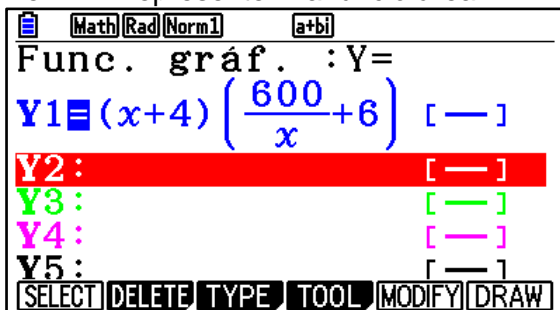 Math Rad Norm1 a+bi
Func. gráf. :Y=
Y1=(x+4)(600/x+6) [—]
Y2: [—]
Y3: [—]
Y4: [—]
Y5: [—]
SELECT DELETE TYPE TOOL MODIFY DRAW